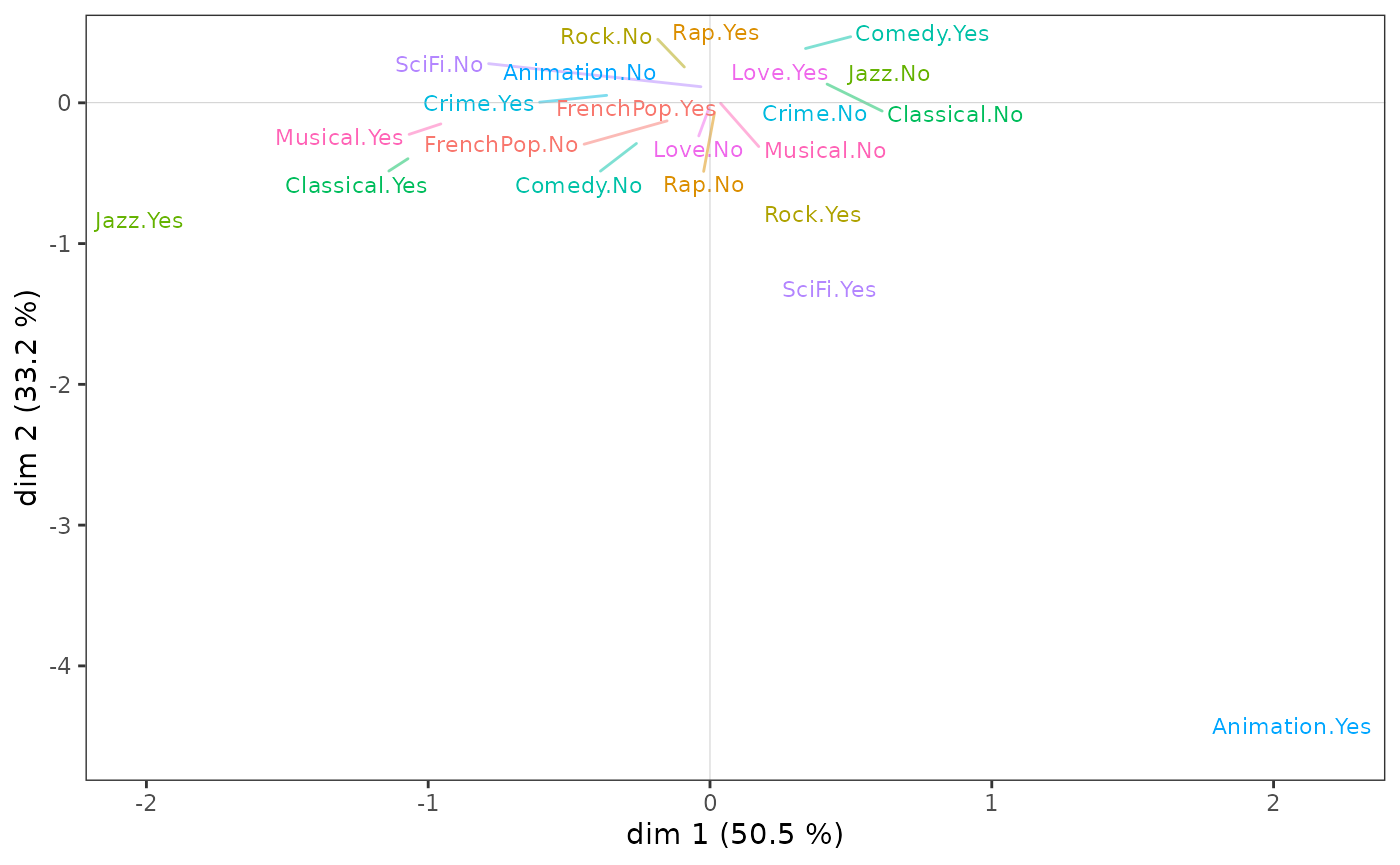 Rap.Yes
Comedy.Yes
Rock.No
SciFi.No
Animation.No
Love.Yes
Jazz.No
Crime.Yes
FrenchPop.Yes
Crime.No
Classical.No
Musical.Yes
FrenchPop.No
Love.No
Musical.No
Classical.Yes
Comedy.No
Rap.No
Jazz.Yes
Rock.Yes
SciFi.Yes
Animation.Yes
0
-1
-2
-3
-4
dim 2 (33.2 %)
-2
-1
0
1
2
dim 1 (50.5 %)